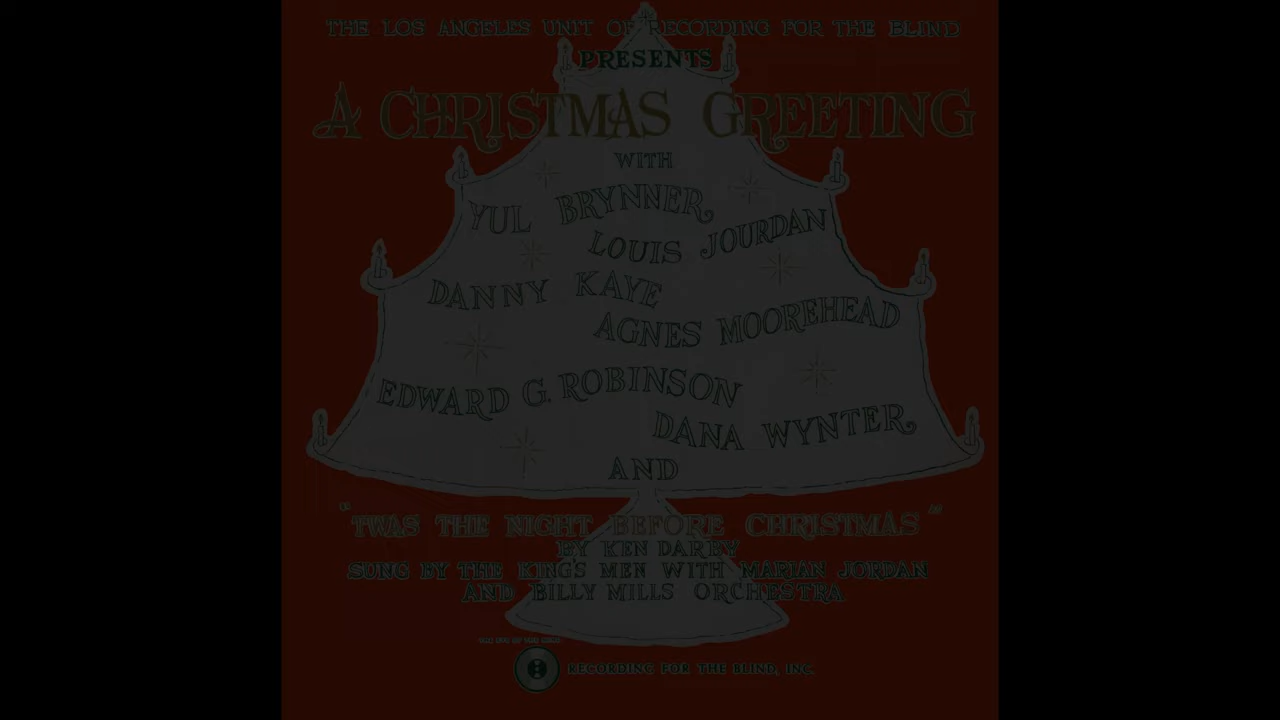 THE LOS ANGELES UNIT OF RECORDING FOR THE BLIND
PRESENTS
A CHRISTMAS GREETING
WITH
YUL BRYNNER
LOUIS JOURDAN
DANNY KAYE
AGNES MOOREHEAD
EDWARD G. ROBINSON
DANA WYNTER
AND
"TWAS THE NIGHT BEFORE CHRISTMAS"
BY KEN DARBY
SUNG BY THE KING'S MEN WITH MARIAN JORDAN
AND BILLY MILLS ORCHESTRA
RECORDING FOR THE BLIND, INC.